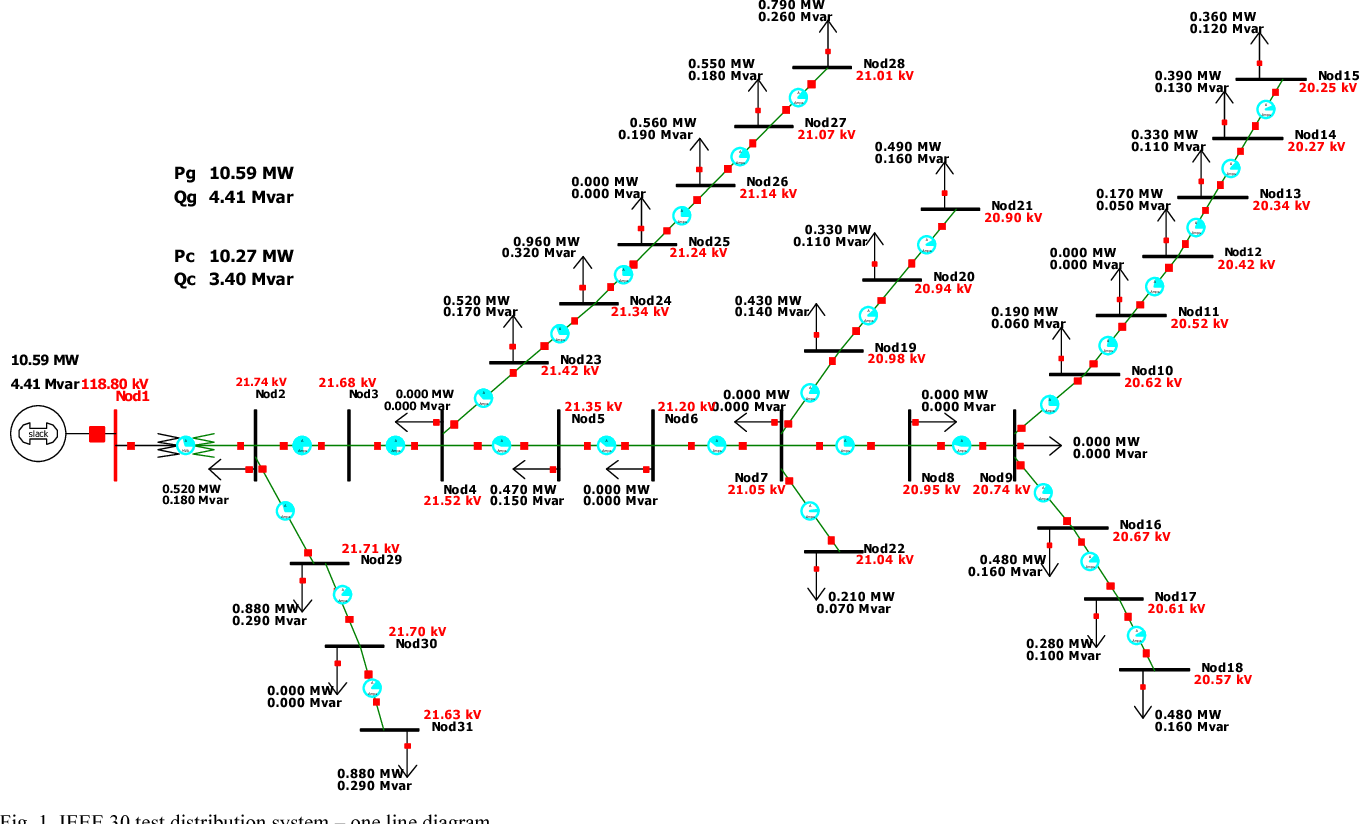 0.790 MW
0.260 Mvar
Nod28
21.01 kV
0.550 MW
0.180 Mvar
Nod27
21.07 kV
0.560 MW
0.190 Mvar
Nod26
21.14 kV
0.000 MW
0.000 Mvar
Nod25
21.24 kV
0.960 MW
0.320 Mvar
Nod24
21.34 kV
0.520 MW
0.170 Mvar
Nod23
21.42 kV
0.360 MW
0.120 Mvar
Nod15
20.25 kV
0.390 MW
0.130 Mvar
Nod14
20.27 kV
0.330 MW
0.110 Mvar
Nod13
20.34 kV
0.170 MW
0.050 Mvar
Nod12
20.42 kV
0.000 MW
0.000 Mvar
Nod11
20.52 kV
0.190 MW
0.060 Mvar
Nod10
20.62 kV
0.490 MW
0.160 Mvar
Nod21
20.90 kV
0.330 MW
0.110 Mvar
Nod20
20.94 kV
0.430 MW
0.140 Mvar
Nod19
20.98 kV
Pg 10.59 MW
Qg 4.41 Mvar
Pc 10.27 MW
Qc 3.40 Mvar
10.59 MW
4.41 Mvar
118.80 kV
Nod1
slack
21.74 kV
Nod2
0.520 MW
0.180 Mvar
21.68 kV
Nod3
0.000 MW
0.000 Mvar
Nod4
21.52 kV
21.35 kV
Nod5
0.470 MW
0.150 Mvar
21.20 kV
Nod6
0.000 MW
0.000 Mvar
0.000 MW
0.000 Mvar
Nod7
21.05 kV
0.000 MW
0.000 Mvar
Nod8
20.95 kV
Nod9
20.74 kV
0.000 MW
0.000 Mvar
Nod22
21.04 kV
0.210 MW
0.070 Mvar
Nod16
20.67 kV
0.480 MW
0.160 Mvar
Nod17
20.61 kV
0.280 MW
0.100 Mvar
Nod18
20.57 kV
0.480 MW
0.160 Mvar
21.71 kV
Nod29
0.880 MW
0.290 Mvar
21.70 kV
Nod30
0.000 MW
0.000 Mvar
21.63 kV
Nod31
0.880 MW
0.290 Mvar
Fig. 1. IEEE 30 test distribution system – one line diagram